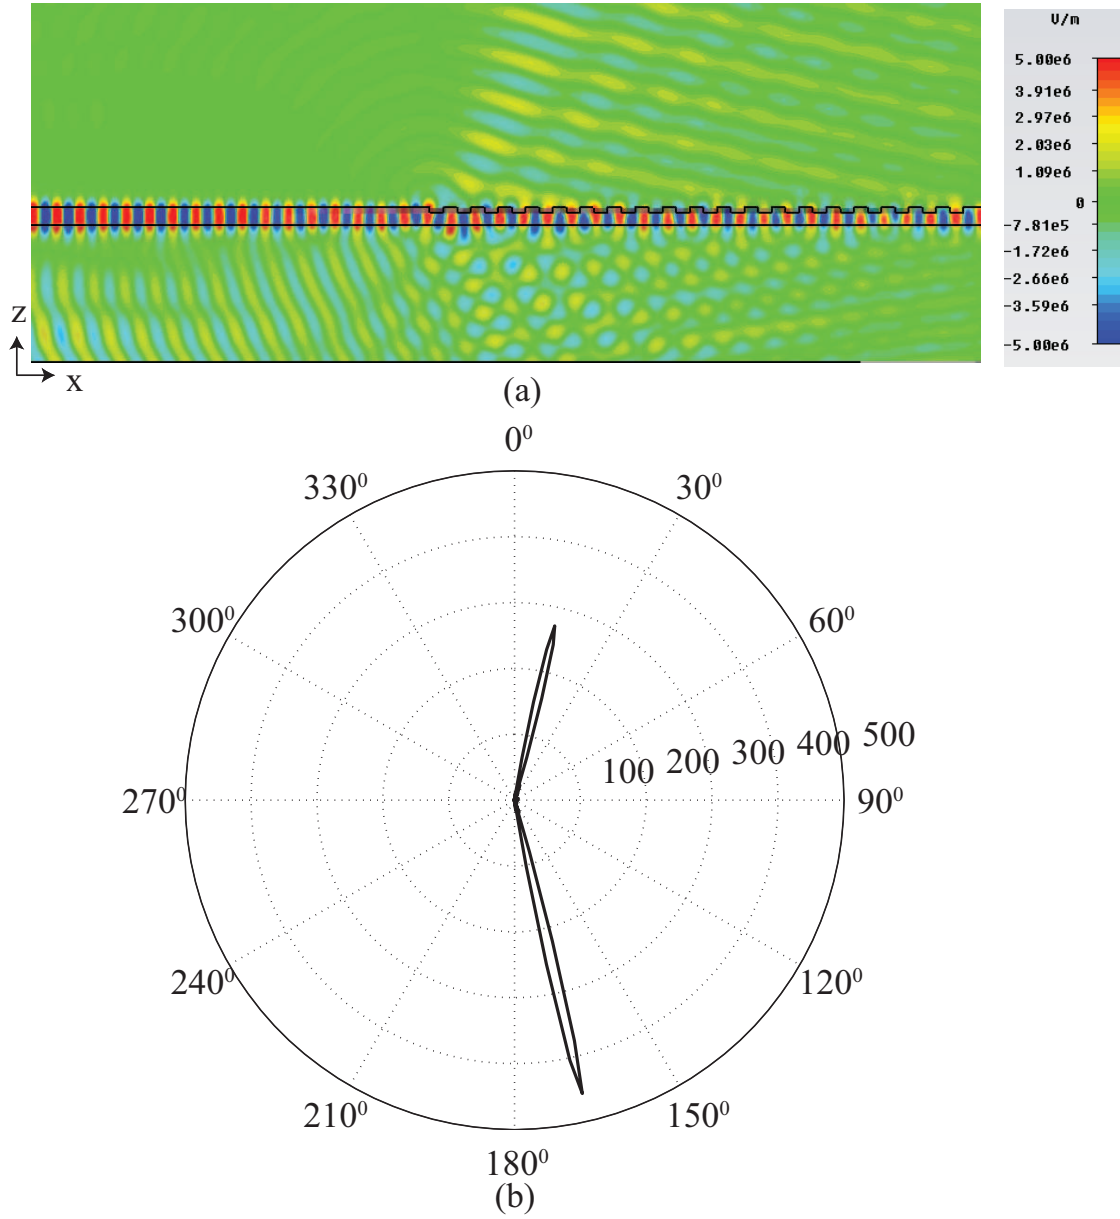 V/m
5.00e6
3.91e6
2.97e6
2.03e6
1.09e6
0
-7.81e5
-1.72e6
-2.66e6
-3.59e6
-5.00e6
z
x
(a)
0⁰
330⁰ 30⁰
300⁰ 60⁰
100 200 300 400 500
270⁰ 90⁰
240⁰ 120⁰
210⁰ 150⁰
180⁰
(b)